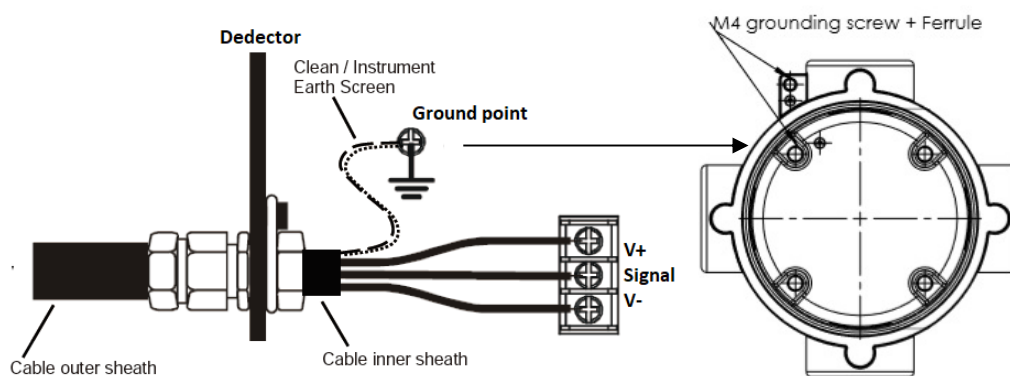 M4 grounding screw + Ferrule
Dedector
Clean / Instrument
Earth Screen
Ground point
V+
Signal
V-
Cable inner sheath
Cable outer sheath